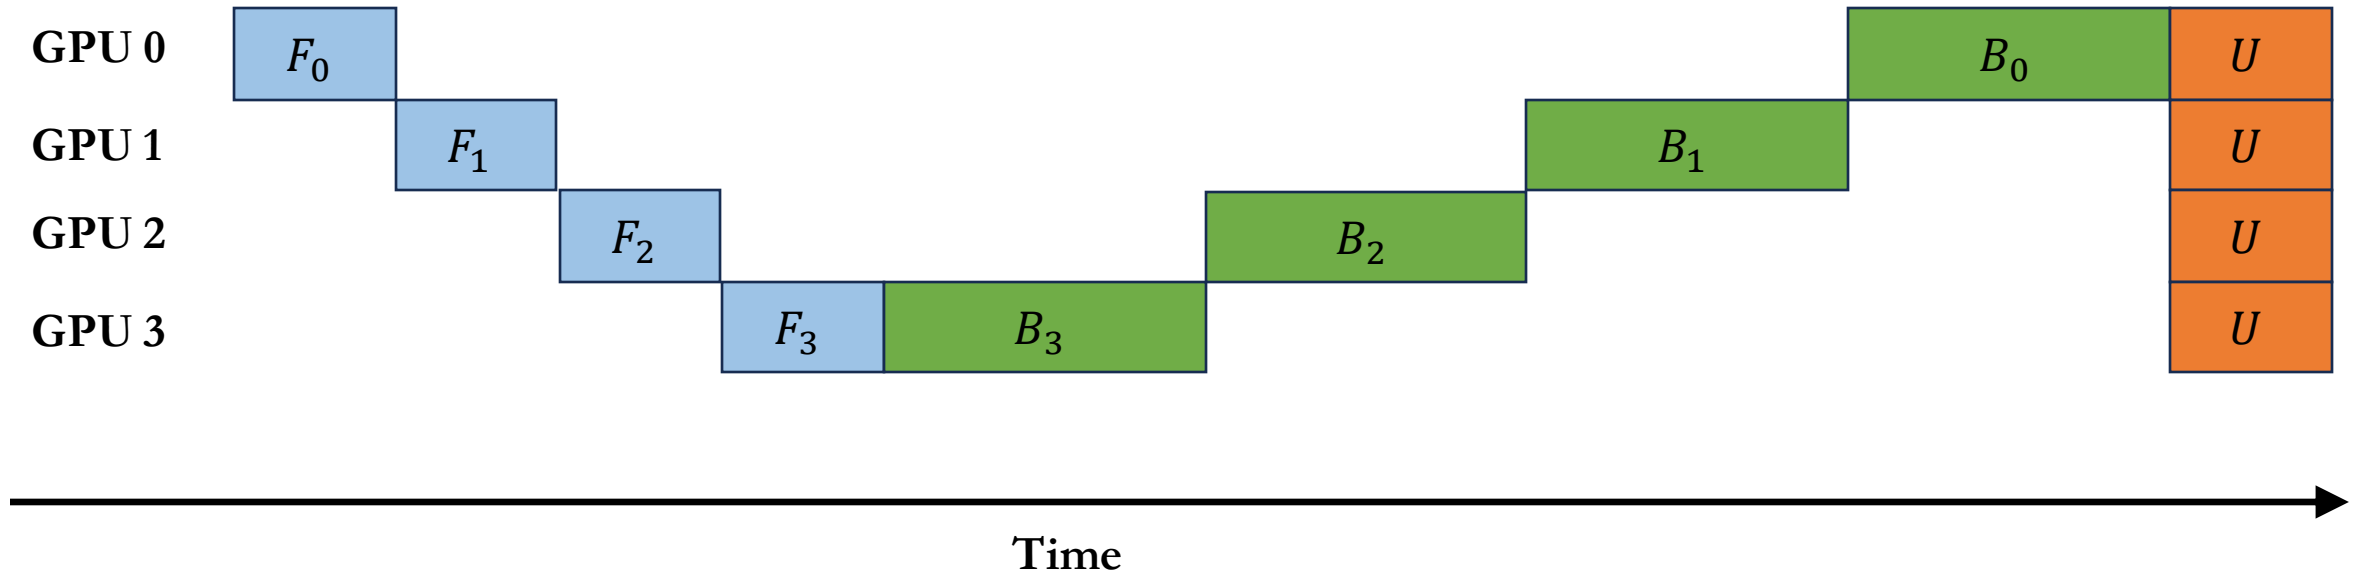 GPU 0 F₀ B₀ U
GPU 1 F₁ B₁ U
GPU 2 F₂ B₂ U
GPU 3 F₃ B₃ U
Time